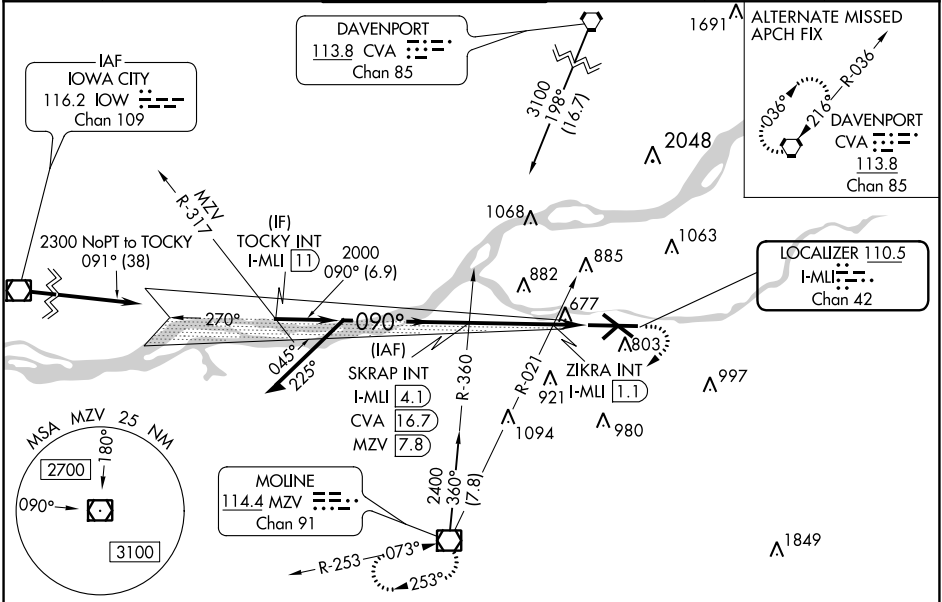 IAF
IOWA CITY
116.2 IOW
Chan 109
DAVENPORT
113.8 CVA
Chan 85
3100
198°
(16.7)
1691
ALTERNATE MISSED
APCH FIX
R-036
036°
216°
DAVENPORT
CVA
113.8
Chan 85
2048
1068
1063
885
882
677
803
MZV
R-317
(IF)
TOCKY INT
I-MLI 11
2000
090° (6.9)
2300 NoPT to TOCKY
091° (38)
LOCALIZER 110.5
I-MLI
Chan 42
270°
090°
045°
225°
(IAF)
SKRAP INT
I-MLI 4.1
CVA 16.7
MZV 7.8
R-360
R-021
ZIKRA INT
I-MLI 1.1
921
997
1094
980
MSA MZV 25 NM
180°
2700
090°
3100
MOLINE
114.4 MZV
Chan 91
2400
360°
(7.8)
R-253
073°
253°
1849